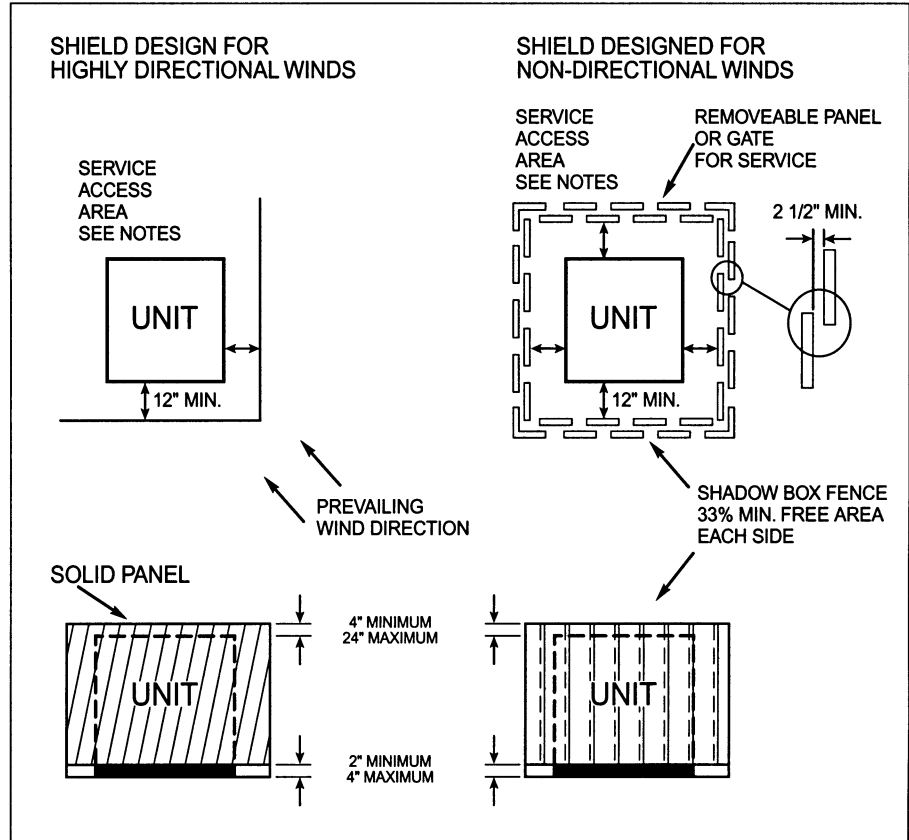 SHIELD DESIGN FOR
HIGHLY DIRECTIONAL WINDS
SERVICE
ACCESS
AREA
SEE NOTES
UNIT
12" MIN.
PREVAILING
WIND DIRECTION
SHIELD DESIGNED FOR
NON-DIRECTIONAL WINDS
SERVICE
ACCESS
AREA
SEE NOTES
REMOVEABLE PANEL
OR GATE
FOR SERVICE
2 1/2" MIN.
UNIT
12" MIN.
SHADOW BOX FENCE
33% MIN. FREE AREA
EACH SIDE
SOLID PANEL
UNIT
4" MINIMUM
24" MAXIMUM
2" MINIMUM
4" MAXIMUM
UNIT